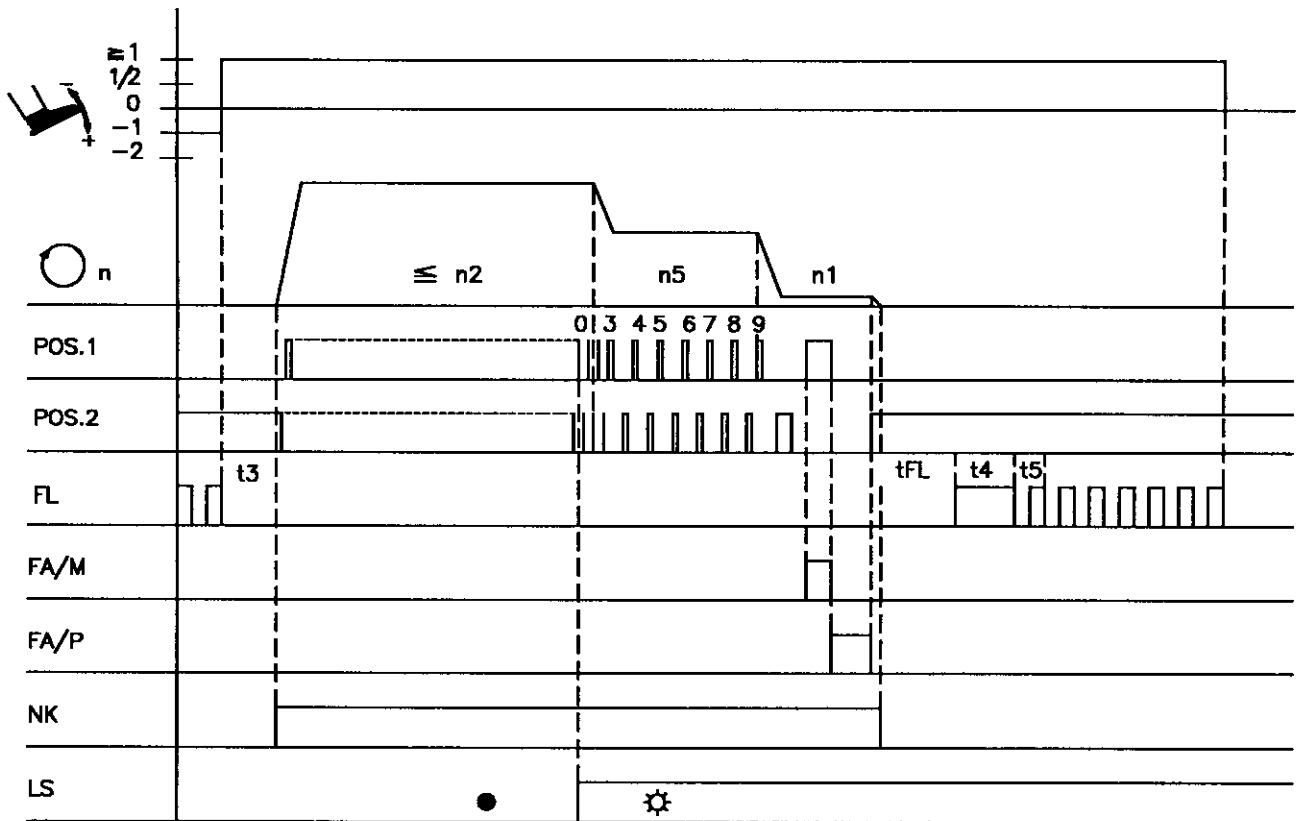 ≧1
1/2
0
−1
−2
− +
n
≦ n2 n5 n1
0 3 4 5 6 7 8 9
POS.1
POS.2
t3 tFL t4 t5
FL
FA/M
FA/P
NK
LS